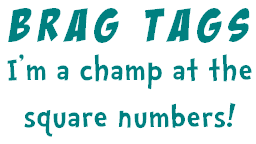 BRAG TAGS
I'm a champ at the
square numbers!